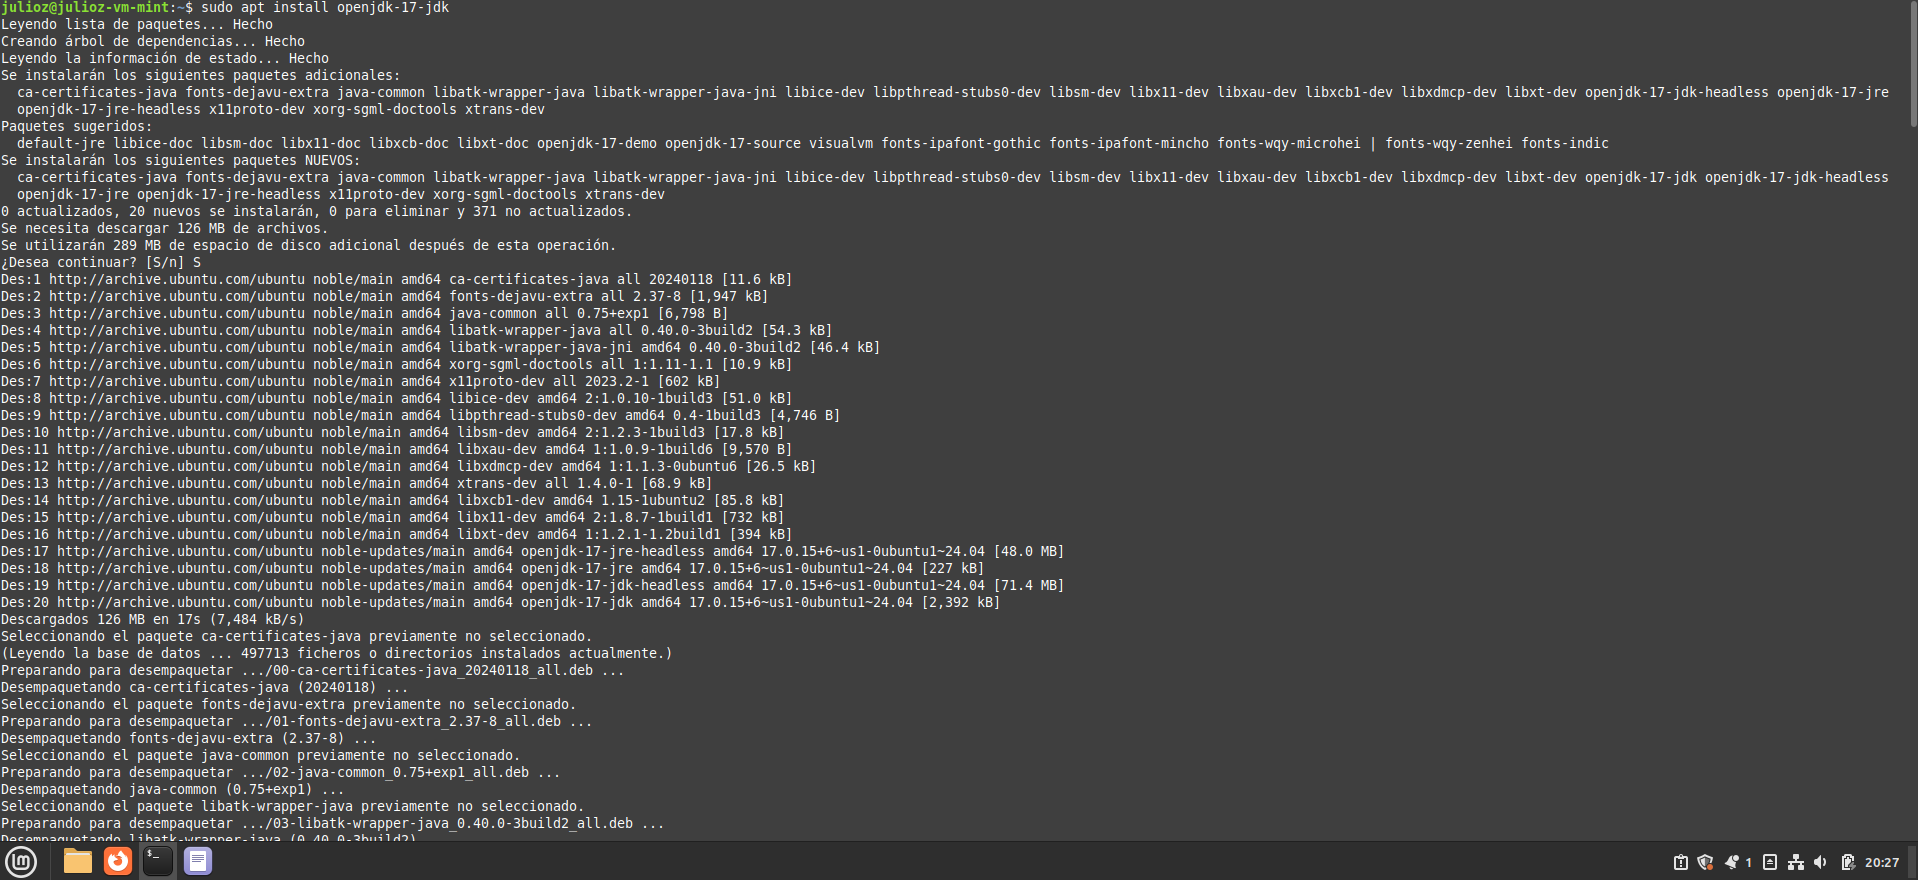 julioz@julioz-vm-mint:~$ sudo apt install openjdk-17-jdk
Leyendo lista de paquetes... Hecho
Creando árbol de dependencias... Hecho
Leyendo la información de estado... Hecho
Se instalarán los siguientes paquetes adicionales:
  ca-certificates-java fonts-dejavu-extra java-common libatk-wrapper-java libatk-wrapper-java-jni libice-dev libpthread-stubs0-dev libsm-dev libx11-dev libxau-dev libxcb1-dev libxdmcp-dev libxt-dev openjdk-17-jdk-headless openjdk-17-jre
  openjdk-17-jre-headless x11proto-dev xorg-sgml-doctools xtrans-dev
Paquetes sugeridos:
  default-jre libice-doc libsm-doc libx11-doc libxcb-doc libxt-doc openjdk-17-demo openjdk-17-source visualvm fonts-ipafont-gothic fonts-ipafont-mincho fonts-wqy-microhei | fonts-wqy-zenhei fonts-indic
Se instalarán los siguientes paquetes NUEVOS:
  ca-certificates-java fonts-dejavu-extra java-common libatk-wrapper-java libatk-wrapper-java-jni libice-dev libpthread-stubs0-dev libsm-dev libx11-dev libxau-dev libxcb1-dev libxdmcp-dev libxt-dev openjdk-17-jdk openjdk-17-jdk-headless
  openjdk-17-jre openjdk-17-jre-headless x11proto-dev xorg-sgml-doctools xtrans-dev
0 actualizados, 20 nuevos se instalarán, 0 para eliminar y 371 no actualizados.
Se necesita descargar 126 MB de archivos.
Se utilizarán 289 MB de espacio de disco adicional después de esta operación.
¿Desea continuar? [S/n] S
Des:1 http://archive.ubuntu.com/ubuntu noble/main amd64 ca-certificates-java all 20240118 [11.6 kB]
Des:2 http://archive.ubuntu.com/ubuntu noble/main amd64 fonts-dejavu-extra all 2.37-8 [1,947 kB]
Des:3 http://archive.ubuntu.com/ubuntu noble/main amd64 java-common all 0.75+exp1 [6,798 B]
Des:4 http://archive.ubuntu.com/ubuntu noble/main amd64 libatk-wrapper-java all 0.40.0-3build2 [54.3 kB]
Des:5 http://archive.ubuntu.com/ubuntu noble/main amd64 libatk-wrapper-java-jni amd64 0.40.0-3build2 [46.4 kB]
Des:6 http://archive.ubuntu.com/ubuntu noble/main amd64 xorg-sgml-doctools all 1:1.11-1.1 [10.9 kB]
Des:7 http://archive.ubuntu.com/ubuntu noble/main amd64 x11proto-dev all 2023.2-1 [602 kB]
Des:8 http://archive.ubuntu.com/ubuntu noble/main amd64 libice-dev amd64 2:1.0.10-1build3 [51.0 kB]
Des:9 http://archive.ubuntu.com/ubuntu noble/main amd64 libpthread-stubs0-dev amd64 0.4-1build3 [4,746 B]
Des:10 http://archive.ubuntu.com/ubuntu noble/main amd64 libsm-dev amd64 2:1.2.3-1build3 [17.8 kB]
Des:11 http://archive.ubuntu.com/ubuntu noble/main amd64 libxau-dev amd64 1:1.0.9-1build6 [9,570 B]
Des:12 http://archive.ubuntu.com/ubuntu noble/main amd64 libxdmcp-dev amd64 1:1.1.3-0ubuntu6 [26.5 kB]
Des:13 http://archive.ubuntu.com/ubuntu noble/main amd64 xtrans-dev all 1.4.0-1 [68.9 kB]
Des:14 http://archive.ubuntu.com/ubuntu noble/main amd64 libxcb1-dev amd64 1.15-1ubuntu2 [85.8 kB]
Des:15 http://archive.ubuntu.com/ubuntu noble/main amd64 libx11-dev amd64 2:1.8.7-1build1 [732 kB]
Des:16 http://archive.ubuntu.com/ubuntu noble/main amd64 libxt-dev amd64 1:1.2.1-1.2build1 [394 kB]
Des:17 http://archive.ubuntu.com/ubuntu noble-updates/main amd64 openjdk-17-jre-headless amd64 17.0.15+6~us1-0ubuntu1~24.04 [48.0 MB]
Des:18 http://archive.ubuntu.com/ubuntu noble-updates/main amd64 openjdk-17-jre amd64 17.0.15+6~us1-0ubuntu1~24.04 [227 kB]
Des:19 http://archive.ubuntu.com/ubuntu noble-updates/main amd64 openjdk-17-jdk-headless amd64 17.0.15+6~us1-0ubuntu1~24.04 [71.4 MB]
Des:20 http://archive.ubuntu.com/ubuntu noble-updates/main amd64 openjdk-17-jdk amd64 17.0.15+6~us1-0ubuntu1~24.04 [2,392 kB]
Descargados 126 MB en 17s (7,484 kB/s)
Seleccionando el paquete ca-certificates-java previamente no seleccionado.
(Leyendo la base de datos ... 497713 ficheros o directorios instalados actualmente.)
Preparando para desempaquetar .../00-ca-certificates-java_20240118_all.deb ...
Desempaquetando ca-certificates-java (20240118) ...
Seleccionando el paquete fonts-dejavu-extra previamente no seleccionado.
Preparando para desempaquetar .../01-fonts-dejavu-extra_2.37-8_all.deb ...
Desempaquetando fonts-dejavu-extra (2.37-8) ...
Seleccionando el paquete java-common previamente no seleccionado.
Preparando para desempaquetar .../02-java-common_0.75+exp1_all.deb ...
Desempaquetando java-common (0.75+exp1) ...
Seleccionando el paquete libatk-wrapper-java previamente no seleccionado.
Preparando para desempaquetar .../03-libatk-wrapper-java_0.40.0-3build2_all.deb ...
Desempaquetando libatk-wrapper-java (0.40.0-3build2)
1
20:27